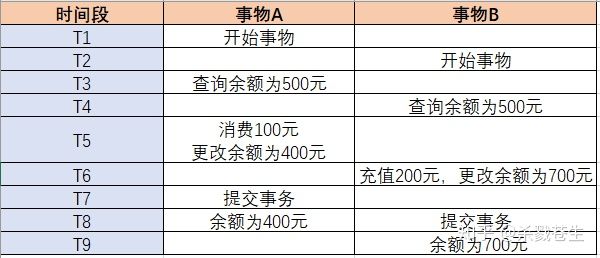 时间段 事物A 事物B
T1 开始事物
T2 开始事物
T3 查询余额为500元
T4 查询余额为500元
T5 消费100元
更改余额为400元
T6 充值200元，更改余额为700元
T7 提交事务
T8 余额为400元 提交事务
T9 余额为700元
知乎 @杀戮苍生